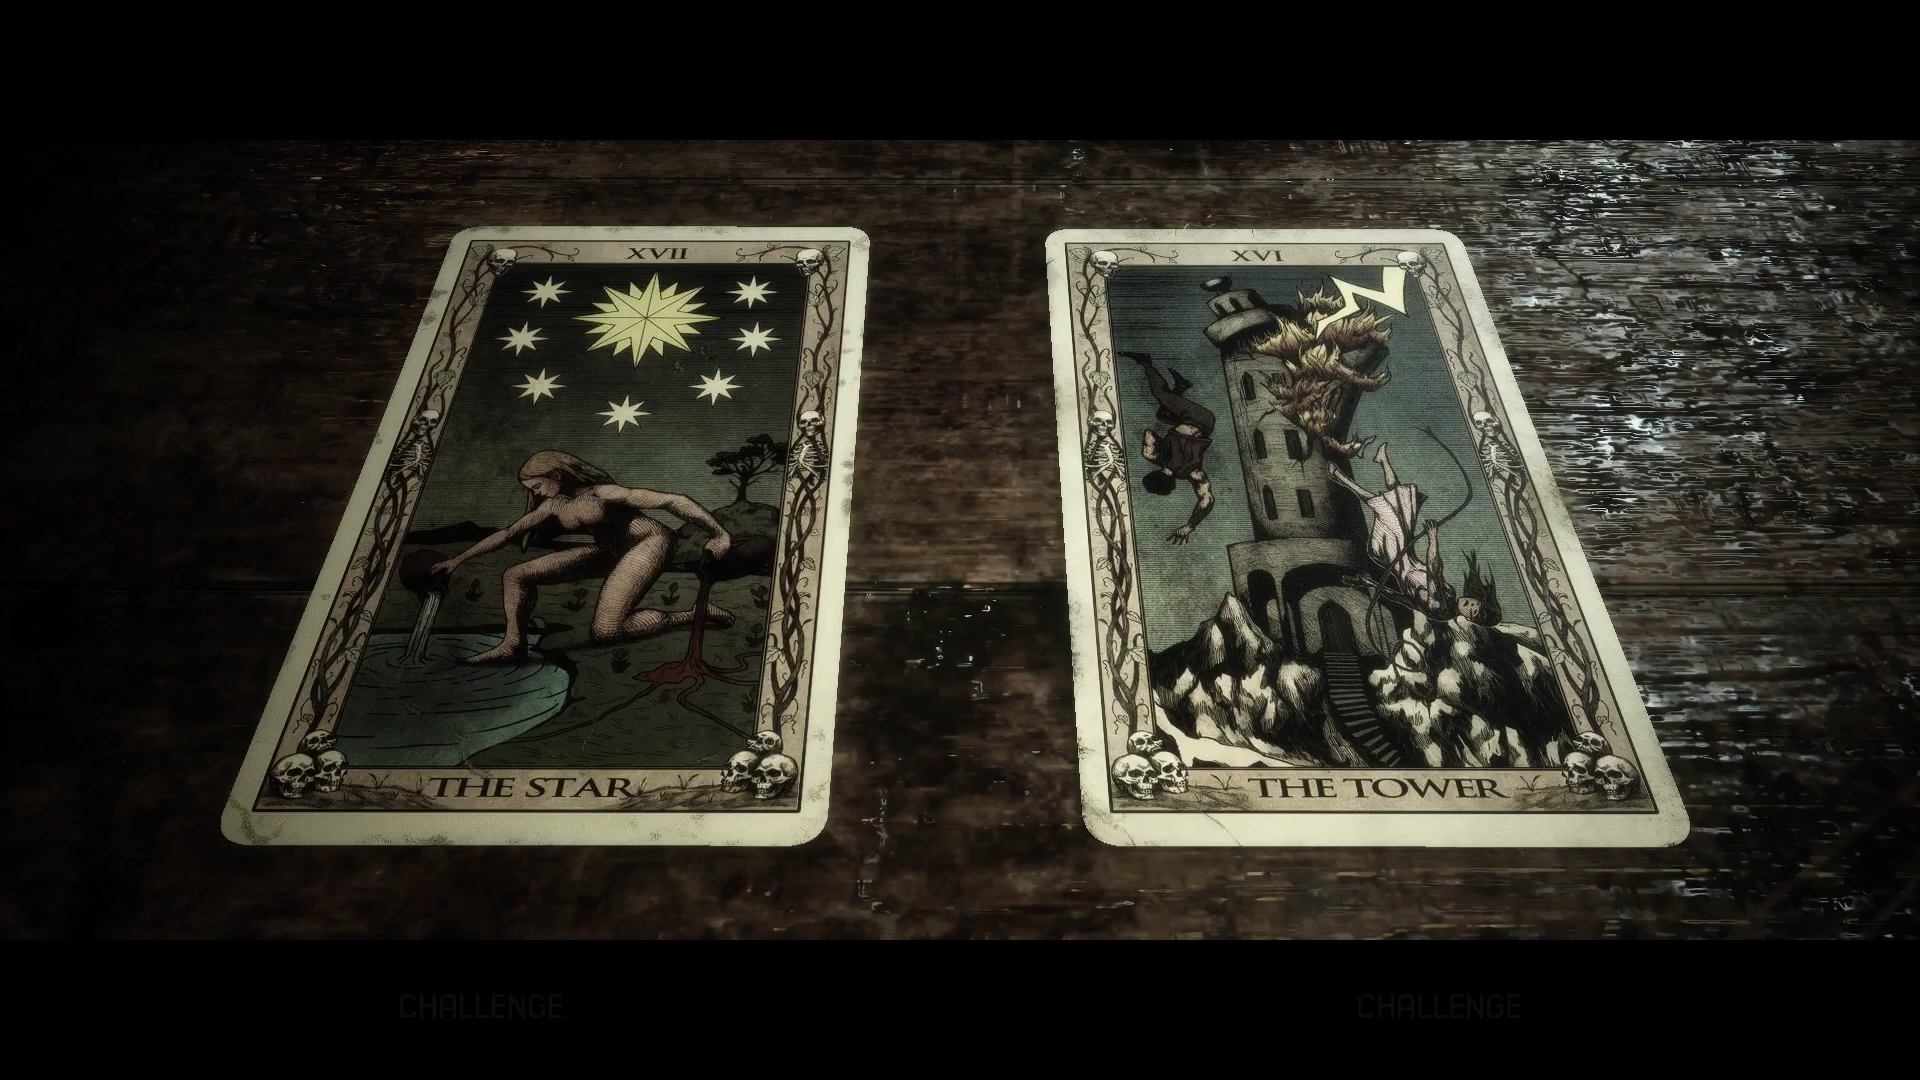 XVII
THE STAR
XVI
THE TOWER
CHALLENGE
CHALLENGE